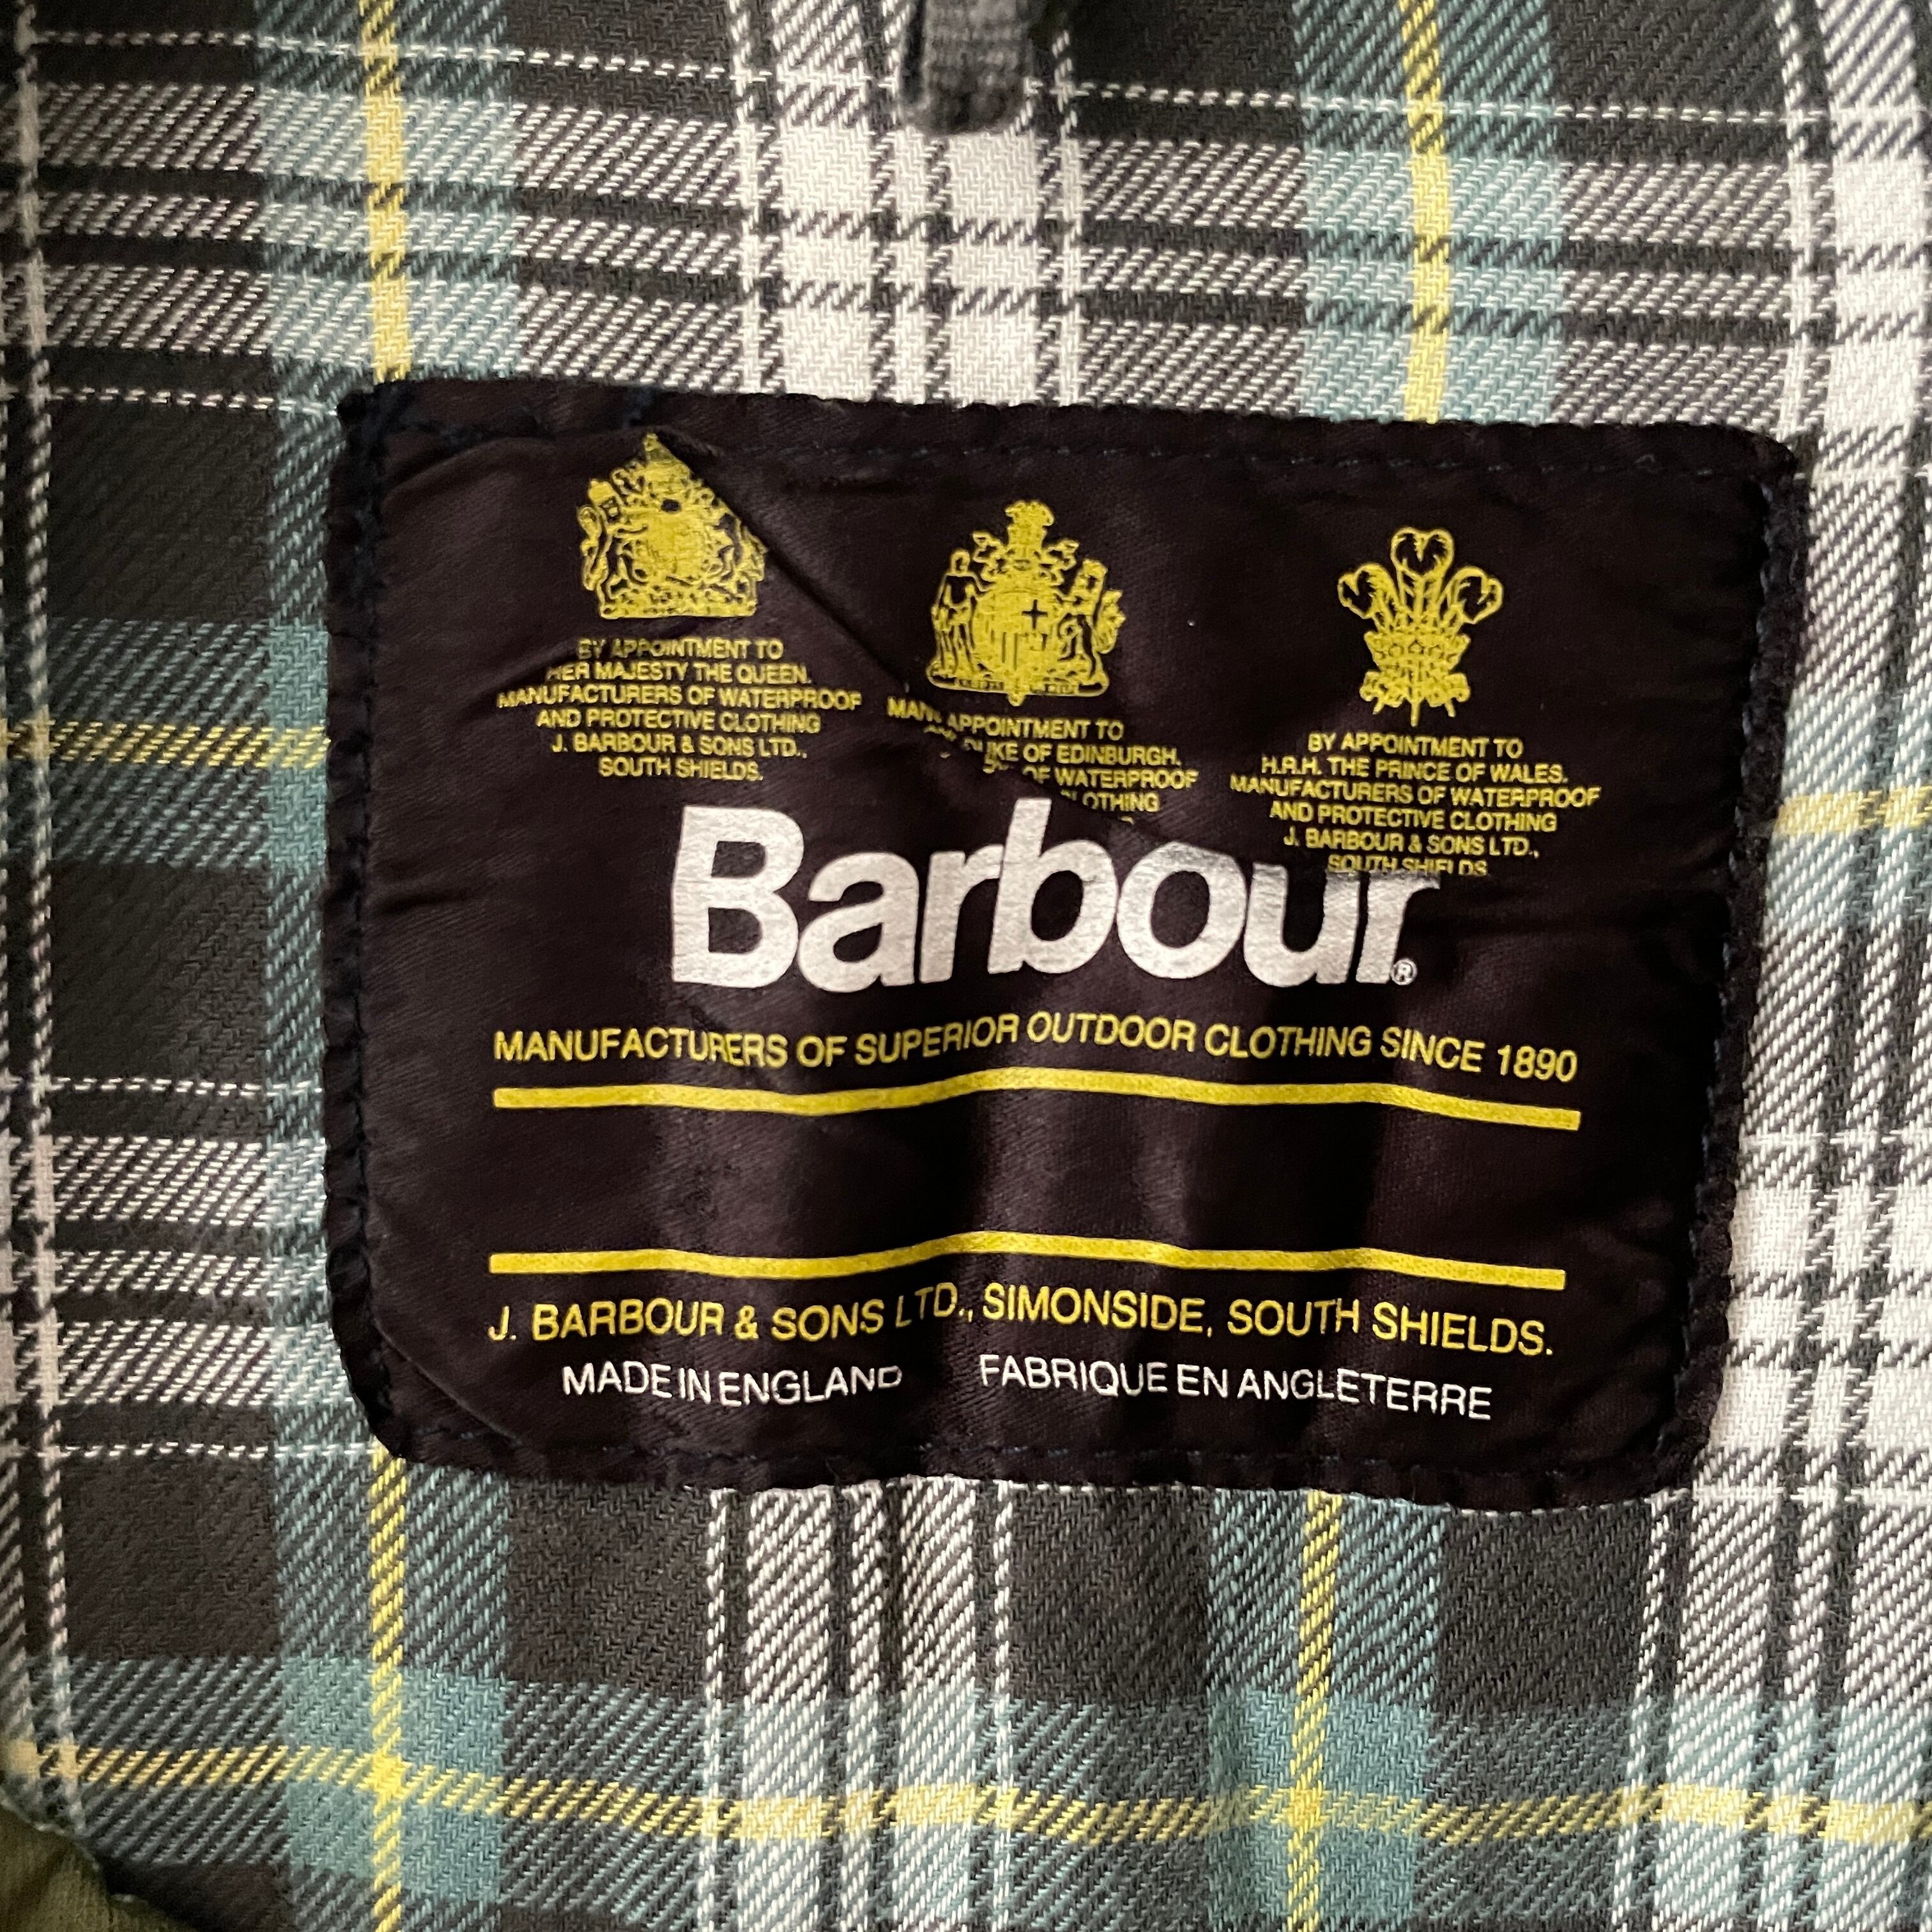 BY APPOINTMENT TO
HER MAJESTY THE QUEEN.
MANUFACTURERS OF WATERPROOF
AND PROTECTIVE CLOTHING
J. BARBOUR & SONS LTD.,
SOUTH SHIELDS.
APPOINTMENT TO
OF EDINBURGH.
OF WATERPROOF
BY APPOINTMENT TO
H.R.H. THE PRINCE OF WALES.
MANUFACTURERS OF WATERPROOF
AND PROTECTIVE CLOTHING
J. BARBOUR & SONS LTD.,
SOUTH SHIELDS
Barbour®
MANUFACTURERS OF SUPERIOR OUTDOOR CLOTHING SINCE 1890
J. BARBOUR & SONS LTD., SIMONSIDE, SOUTH SHIELDS.
MADE IN ENGLAND FABRIQUE EN ANGLETERRE